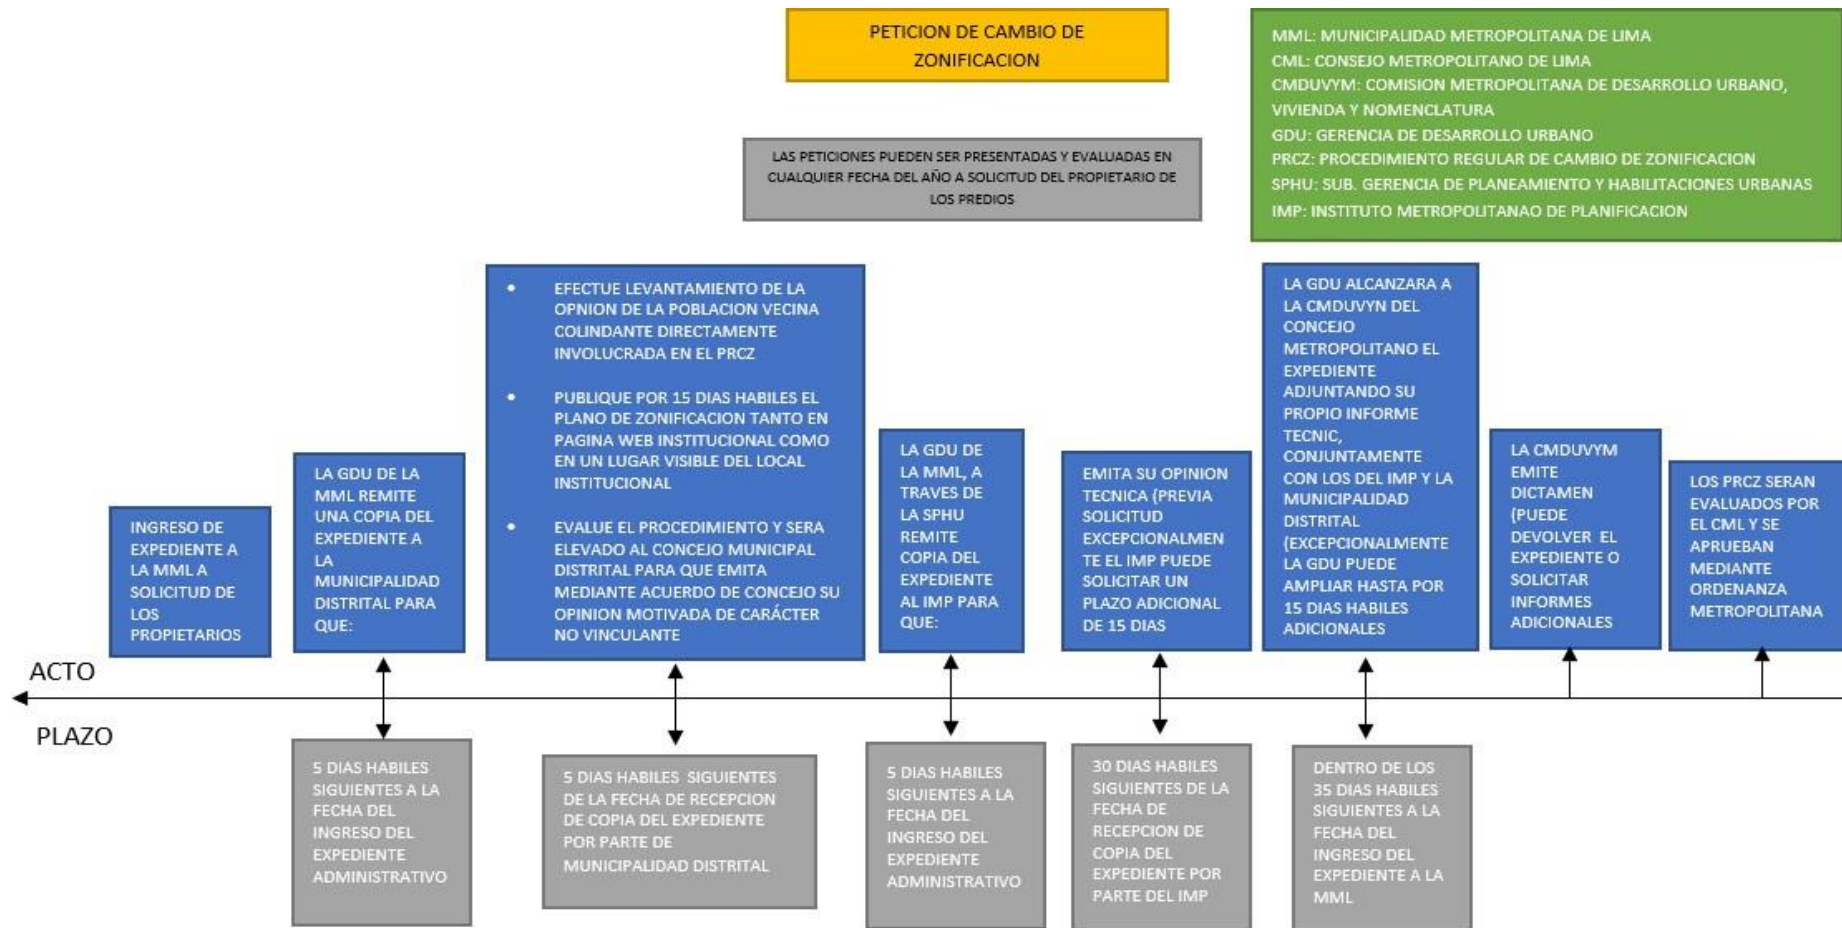 PETICION DE CAMBIO DE
ZONIFICACION
MML: MUNICIPALIDAD METROPOLITANA DE LIMA
CML: CONSEJO METROPOLITANO DE LIMA
CMDUVYM: COMISION METROPOLITANA DE DESARROLLO URBANO,
VIVIENDA Y NOMENCLATURA
GDU: GERENCIA DE DESARROLLO URBANO
PRCZ: PROCEDIMIENTO REGULAR DE CAMBIO DE ZONIFICACION
SPHU: SUB. GERENCIA DE PLANEAMIENTO Y HABILITACIONES URBANAS
IMP: INSTITUTO METROPOLITANAO DE PLANIFICACION
LAS PETICIONES PUEDEN SER PRESENTADAS Y EVALUADAS EN
CUALQUIER FECHA DEL AÑO A SOLICITUD DEL PROPIETARIO DE
LOS PREDIOS
INGRESO DE
EXPEDIENTE A
LA MML A
SOLICITUD DE
LOS
PROPIETARIOS
LA GDU DE LA
MML REMITE
UNA COPIA DEL
EXPEDIENTE A
LA
MUNICIPALIDAD
DISTRITAL PARA
QUE:
• EFECTUE LEVANTAMIENTO DE LA
OPNION DE LA POBLACION VECINA
COLINDANTE DIRECTAMENTE
INVOLUCRADA EN EL PRCZ
• PUBLIQUE POR 15 DIAS HABILES EL
PLANO DE ZONIFICACION TANTO EN
PAGINA WEB INSTITUCIONAL COMO
EN UN LUGAR VISIBLE DEL LOCAL
INSTITUCIONAL
• EVALUE EL PROCEDIMIENTO Y SERA
ELEVADO AL CONCEJO MUNICIPAL
DISTRITAL PARA QUE EMITA
MEDIANTE ACUERDO DE CONCEJO SU
OPINION MOTIVADA DE CARÁCTER
NO VINCULANTE
LA GDU DE
LA MML, A
TRAVES DE
LA SPHU
REMITE
COPIA DEL
EXPEDIENTE
AL IMP PARA
QUE:
EMITA SU OPINION
TECNICA (PREVIA
SOLICITUD
EXCEPCIONALMEN
TE EL IMP PUEDE
SOLICITAR UN
PLAZO ADICIONAL
DE 15 DIAS
LA GDU ALCANZARA A
LA CMDUVYN DEL
CONCEJO
METROPOLITANO EL
EXPEDIENTE
ADJUNTANDO SU
PROPIO INFORME
TECNIC,
CONJUNTAMENTE
CON LOS DEL IMP Y LA
MUNICIPALIDAD
DISTRITAL
(EXCEPCIONALMENTE
LA GDU PUEDE
AMPLIAR HASTA POR
15 DIAS HABILES
ADICIONALES
LA CMDUVYM
EMITE
DICTAMEN
(PUEDE
DEVOLVER EL
EXPEDIENTE O
SOLICITAR
INFORMES
ADICIONALES
LOS PRCZ SERAN
EVALUADOS POR
EL CML Y SE
APRUEBAN
MEDIANTE
ORDENANZA
METROPOLITANA
ACTO
PLAZO
5 DIAS HABILES
SIGUIENTES A LA
FECHA DEL
INGRESO DEL
EXPEDIENTE
ADMINISTRATIVO
5 DIAS HABILES SIGUIENTES
DE LA FECHA DE RECEPCION
DE COPIA DEL EXPEDIENTE
POR PARTE DE
MUNICIPALIDAD DISTRITAL
5 DIAS HABILES
SIGUIENTES A LA
FECHA DEL
INGRESO DEL
EXPEDIENTE
ADMINISTRATIVO
30 DIAS HABILES
SIGUIENTES DE LA
FECHA DE
RECEPCION DE
COPIA DEL
EXPEDIENTE POR
PARTE DEL IMP
DENTRO DE LOS
35 DIAS HABILES
SIGUIENTES A LA
FECHA DEL
INGRESO DEL
EXPEDIENTE A LA
MML